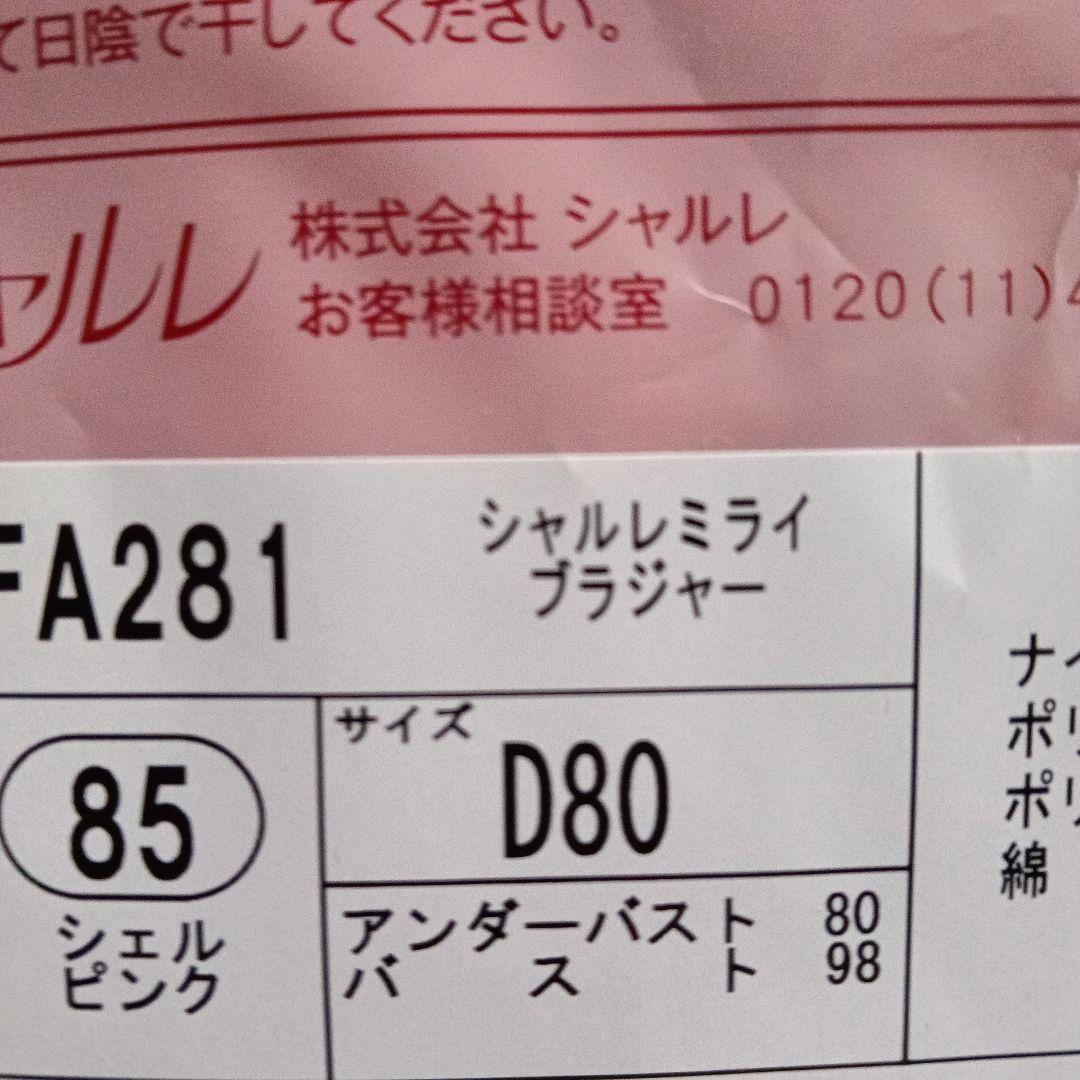 て日陰で干してください。
シャルレ
株式会社 シャルレ
お客様相談室 0120(11)4
FA281
シャルレミライ
ブラジャー
85
シェル
ピンク
サイズ
D80
アンダーバスト 80
バスト 98
ナイ
ポリ
ポリ
綿